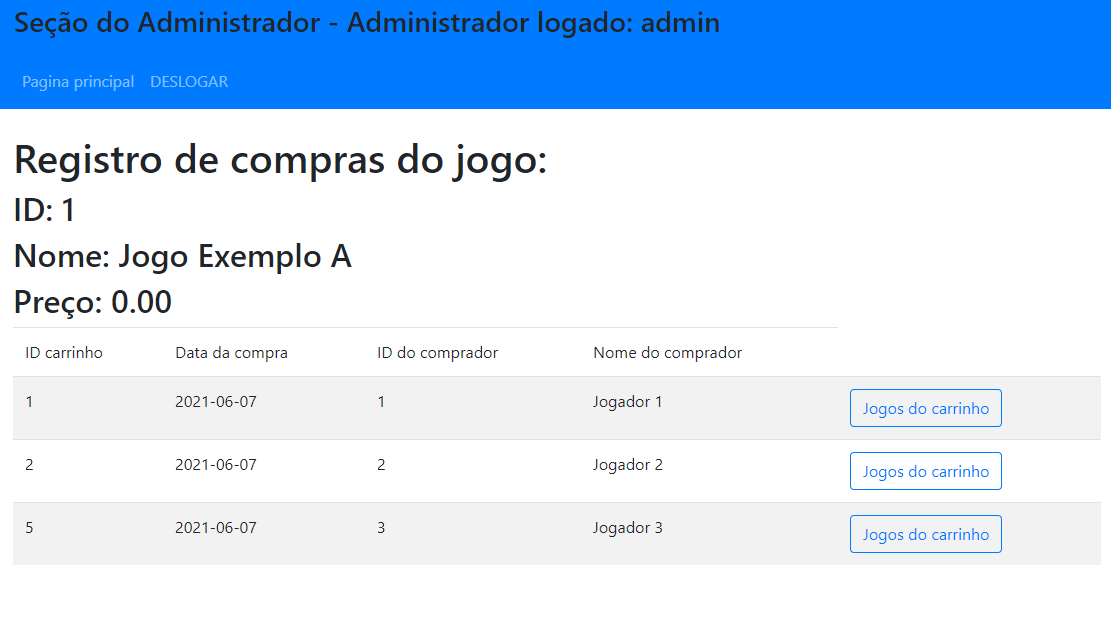 Seção do Administrador - Administrador logado: admin
Pagina principal DESLOGAR
Registro de compras do jogo:
ID: 1
Nome: Jogo Exemplo A
Preço: 0.00
ID carrinho Data da compra ID do comprador Nome do comprador
1 2021-06-07 1 Jogador 1 Jogos do carrinho
2 2021-06-07 2 Jogador 2 Jogos do carrinho
5 2021-06-07 3 Jogador 3 Jogos do carrinho